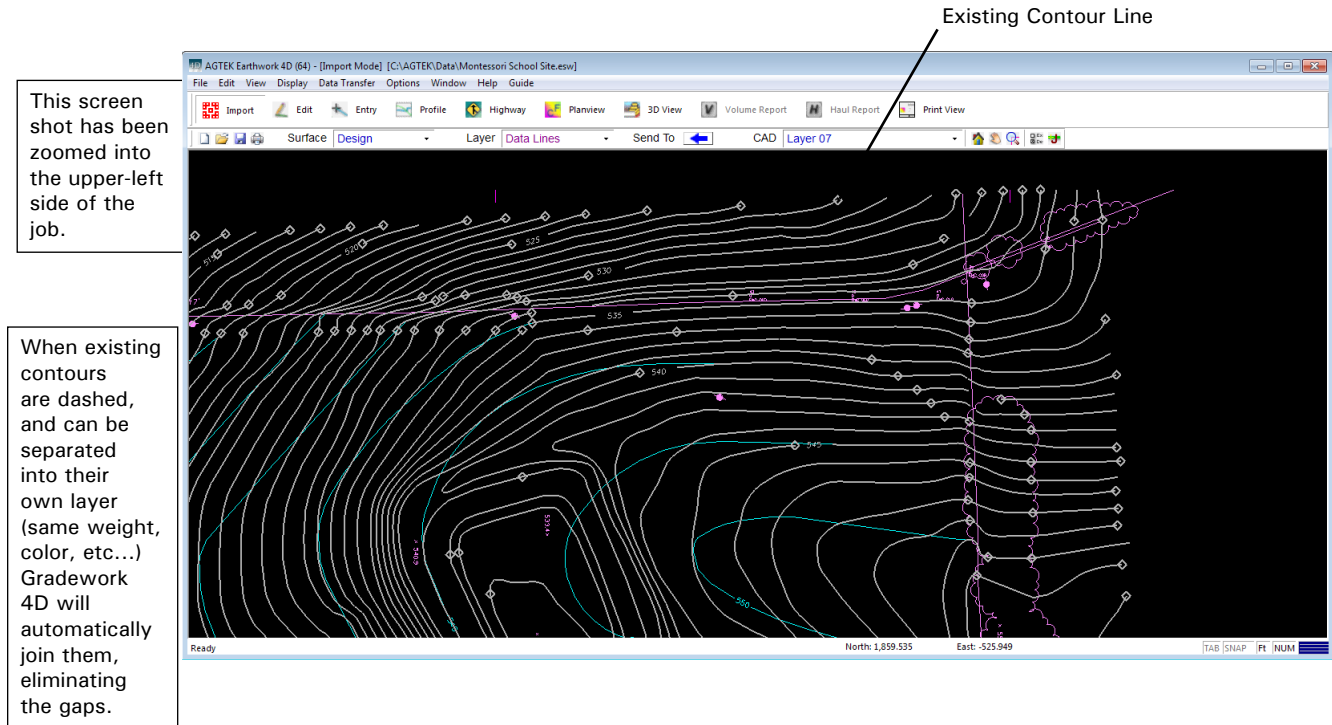 Existing Contour Line
This screen
shot has been
zoomed into
the upper-left
side of the
job.
When existing
contours
are dashed,
and can be
separated
into their
own layer
(same weight,
color, etc...)
Gradework
4D will
automatically
join them,
eliminating
the gaps.
AGTEK Earthwork 4D (64) - [Import Mode] [C:\AGTEK\Data\Montessori School Site.esw]
File Edit View Display Data Transfer Options Window Help Guide
Import Edit Entry Profile Highway Planview 3D View Volume Report Haul Report Print View
Surface Design Layer Data Lines Send To CAD Layer 07
515
520
525
530
535
540
545
550
540.9
Ready North: 1,859.535 East: -525.949 TAB SNAP Ft NUM